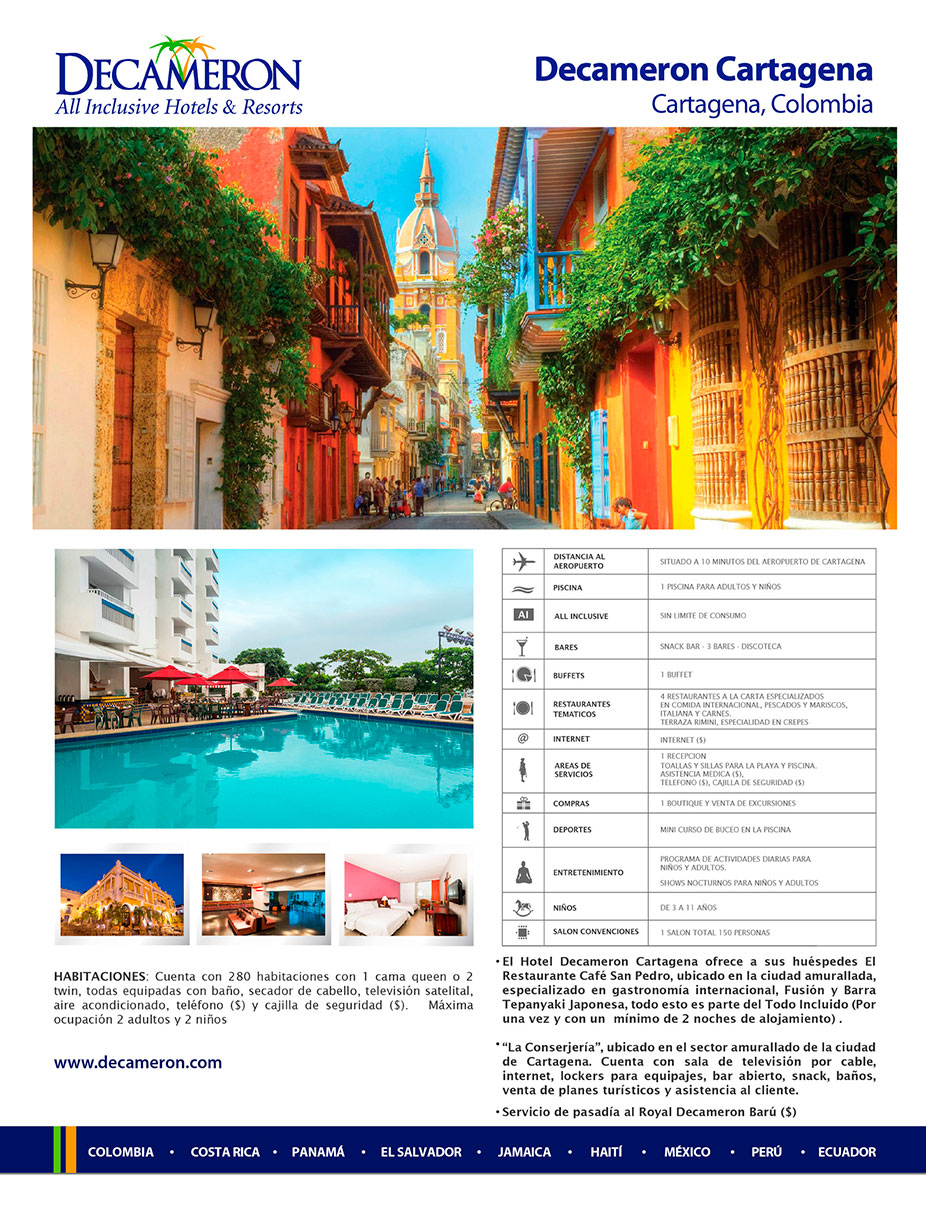 DECAMERON
All Inclusive Hotels & Resorts
Decameron Cartagena
Cartagena, Colombia
DISTANCIA AL
AEROPUERTO
SITUADO A 10 MINUTOS DEL AEROPUERTO DE CARTAGENA
PISCINA
1 PISCINA PARA ADULTOS Y NIÑOS
AI
ALL INCLUSIVE
SIN LIMITE DE CONSUMO
BARES
SNACK BAR - 3 BARES - DISCOTECA
BUFFETS
1 BUFFET
RESTAURANTES
TEMATICOS
4 RESTAURANTES A LA CARTA ESPECIALIZADOS
EN COMIDA INTERNACIONAL, PESCADOS Y MARISCOS,
ITALIANA Y CARNES.
TERRAZA RIMINI, ESPECIALIDAD EN CREPES
@
INTERNET
INTERNET ($)
AREAS DE
SERVICIOS
1 RECEPCION
TOALLAS Y SILLAS PARA LA PLAYA Y PISCINA.
ASISTENCIA MEDICA ($),
TELEFONO ($), CAJILLA DE SEGURIDAD ($)
COMPRAS
1 BOUTIQUE Y VENTA DE EXCURSIONES
DEPORTES
MINI CURSO DE BUCEO EN LA PISCINA
ENTRETENIMIENTO
PROGRAMA DE ACTIVIDADES DIARIAS PARA
NIÑOS Y ADULTOS.
SHOWS NOCTURNOS PARA NIÑOS Y ADULTOS
NIÑOS
DE 3 A 11 AÑOS
SALON CONVENCIONES
1 SALON TOTAL 150 PERSONAS
HABITACIONES: Cuenta con 280 habitaciones con 1 cama queen o 2
twin, todas equipadas con baño, secador de cabello, televisión satelital,
aire acondicionado, teléfono ($) y cajilla de seguridad ($). Máxima
ocupación 2 adultos y 2 niños
www.decameron.com
• El Hotel Decameron Cartagena ofrece a sus huéspedes El
Restaurante Café San Pedro, ubicado en la ciudad amurallada,
especializado en gastronomía internacional, Fusión y Barra
Tepanyaki Japonesa, todo esto es parte del Todo Incluido (Por
una vez y con un mínimo de 2 noches de alojamiento) .
• “La Conserjería”, ubicado en el sector amurallado de la ciudad
de Cartagena. Cuenta con sala de televisión por cable,
internet, lockers para equipajes, bar abierto, snack, baños,
venta de planes turísticos y asistencia al cliente.
• Servicio de pasadía al Royal Decameron Barú ($)
COLOMBIA • COSTA RICA • PANAMÁ • EL SALVADOR • JAMAICA • HAITÍ • MÉXICO • PERÚ • ECUADOR